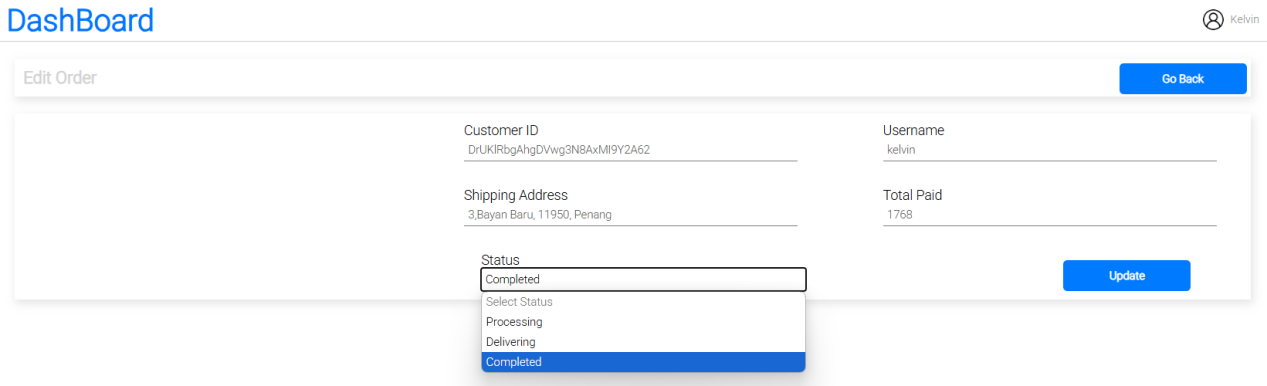 DashBoard
Kelvin
Edit Order
Go Back
Customer ID
DrUKlRbgAhgDVwg3N8AxMI9Y2A62
Username
kelvin
Shipping Address
3,Bayan Baru, 11950, Penang
Total Paid
1768
Status
Completed
Update
Select Status
Processing
Delivering
Completed